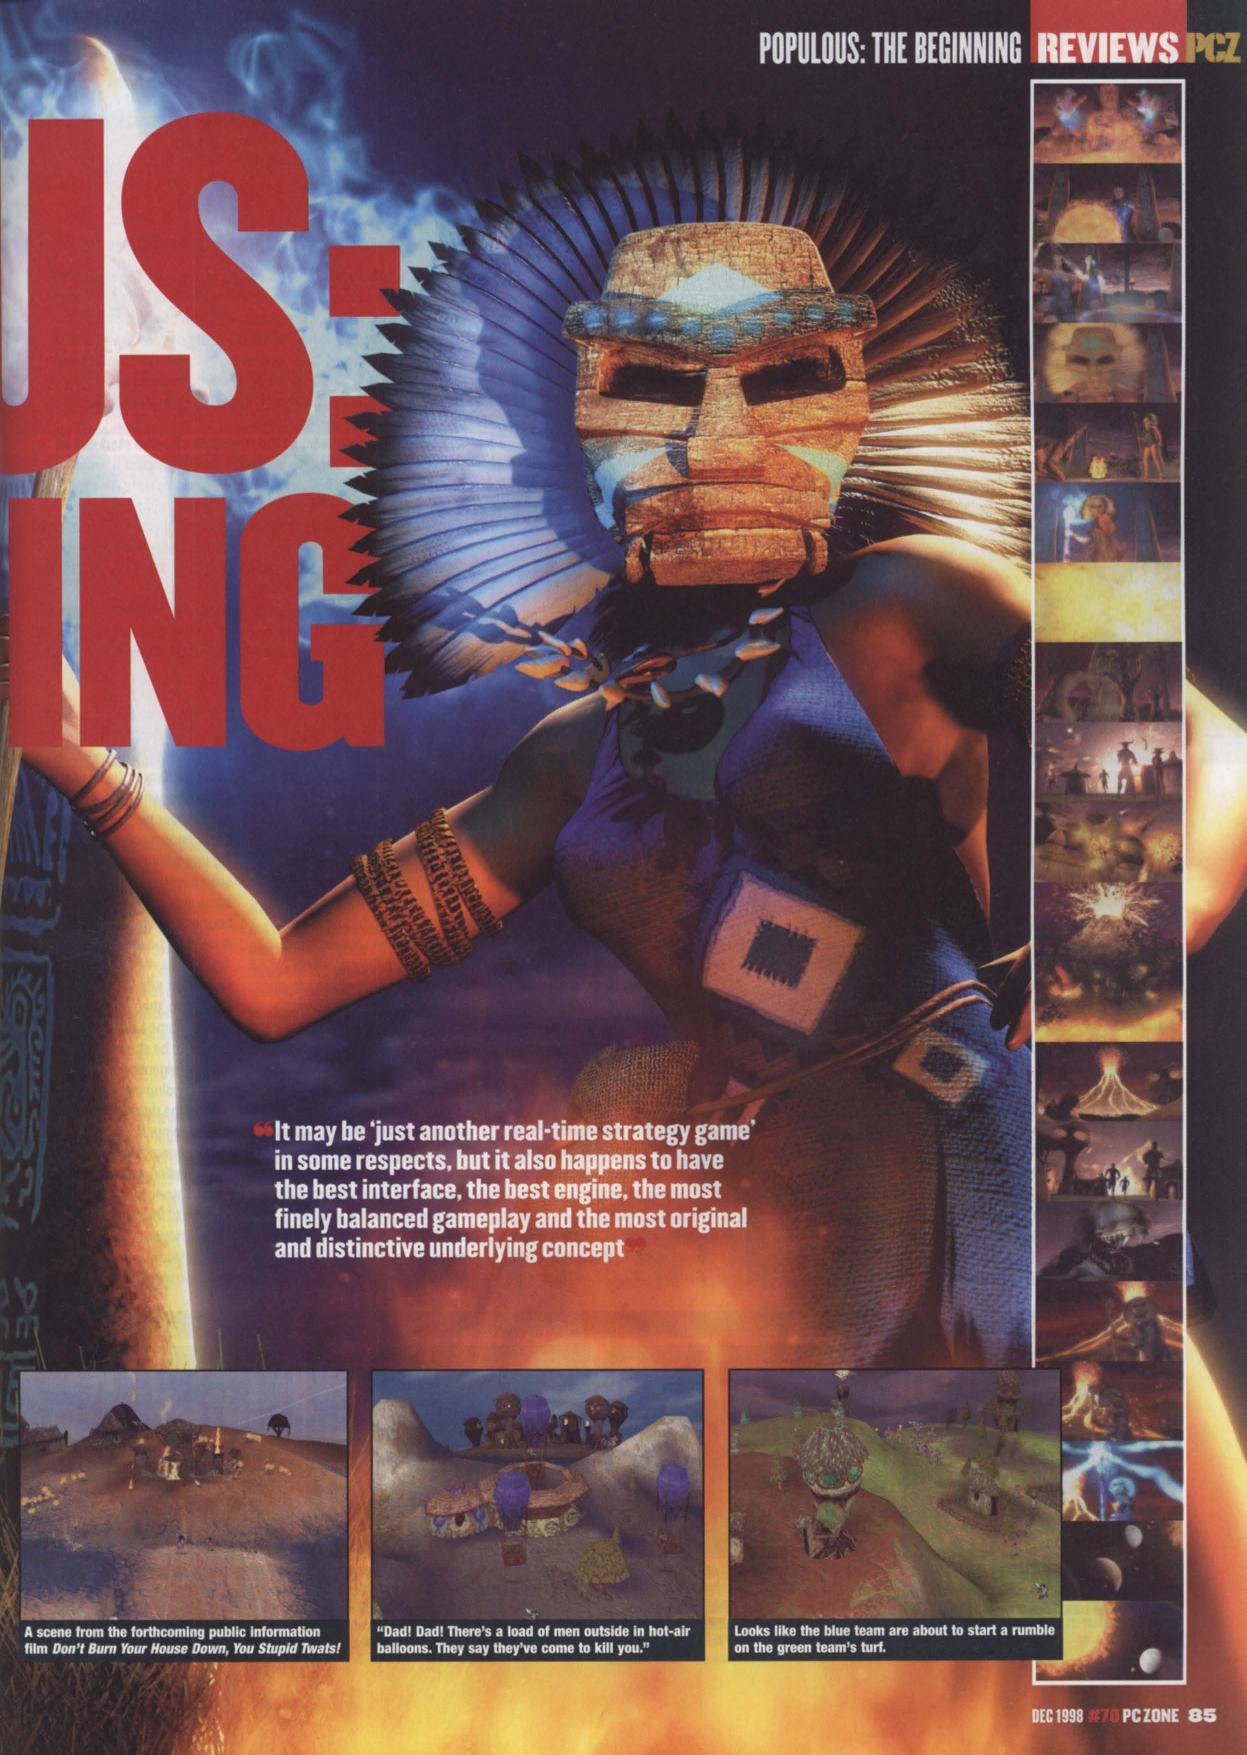 POPULOUS: THE BEGINNING REVIEWS PCZ
US:
ING
“It may be ‘just another real-time strategy game’
in some respects, but it also happens to have
the best interface, the best engine, the most
finely balanced gameplay and the most original
and distinctive underlying concept”
A scene from the forthcoming public information
film Don't Burn Your House Down, You Stupid Twats!
“Dad! Dad! There's a load of men outside in hot-air
balloons. They say they've come to kill you.”
Looks like the blue team are about to start a rumble
on the green team's turf.
DEC 1998 #70 PC ZONE 85